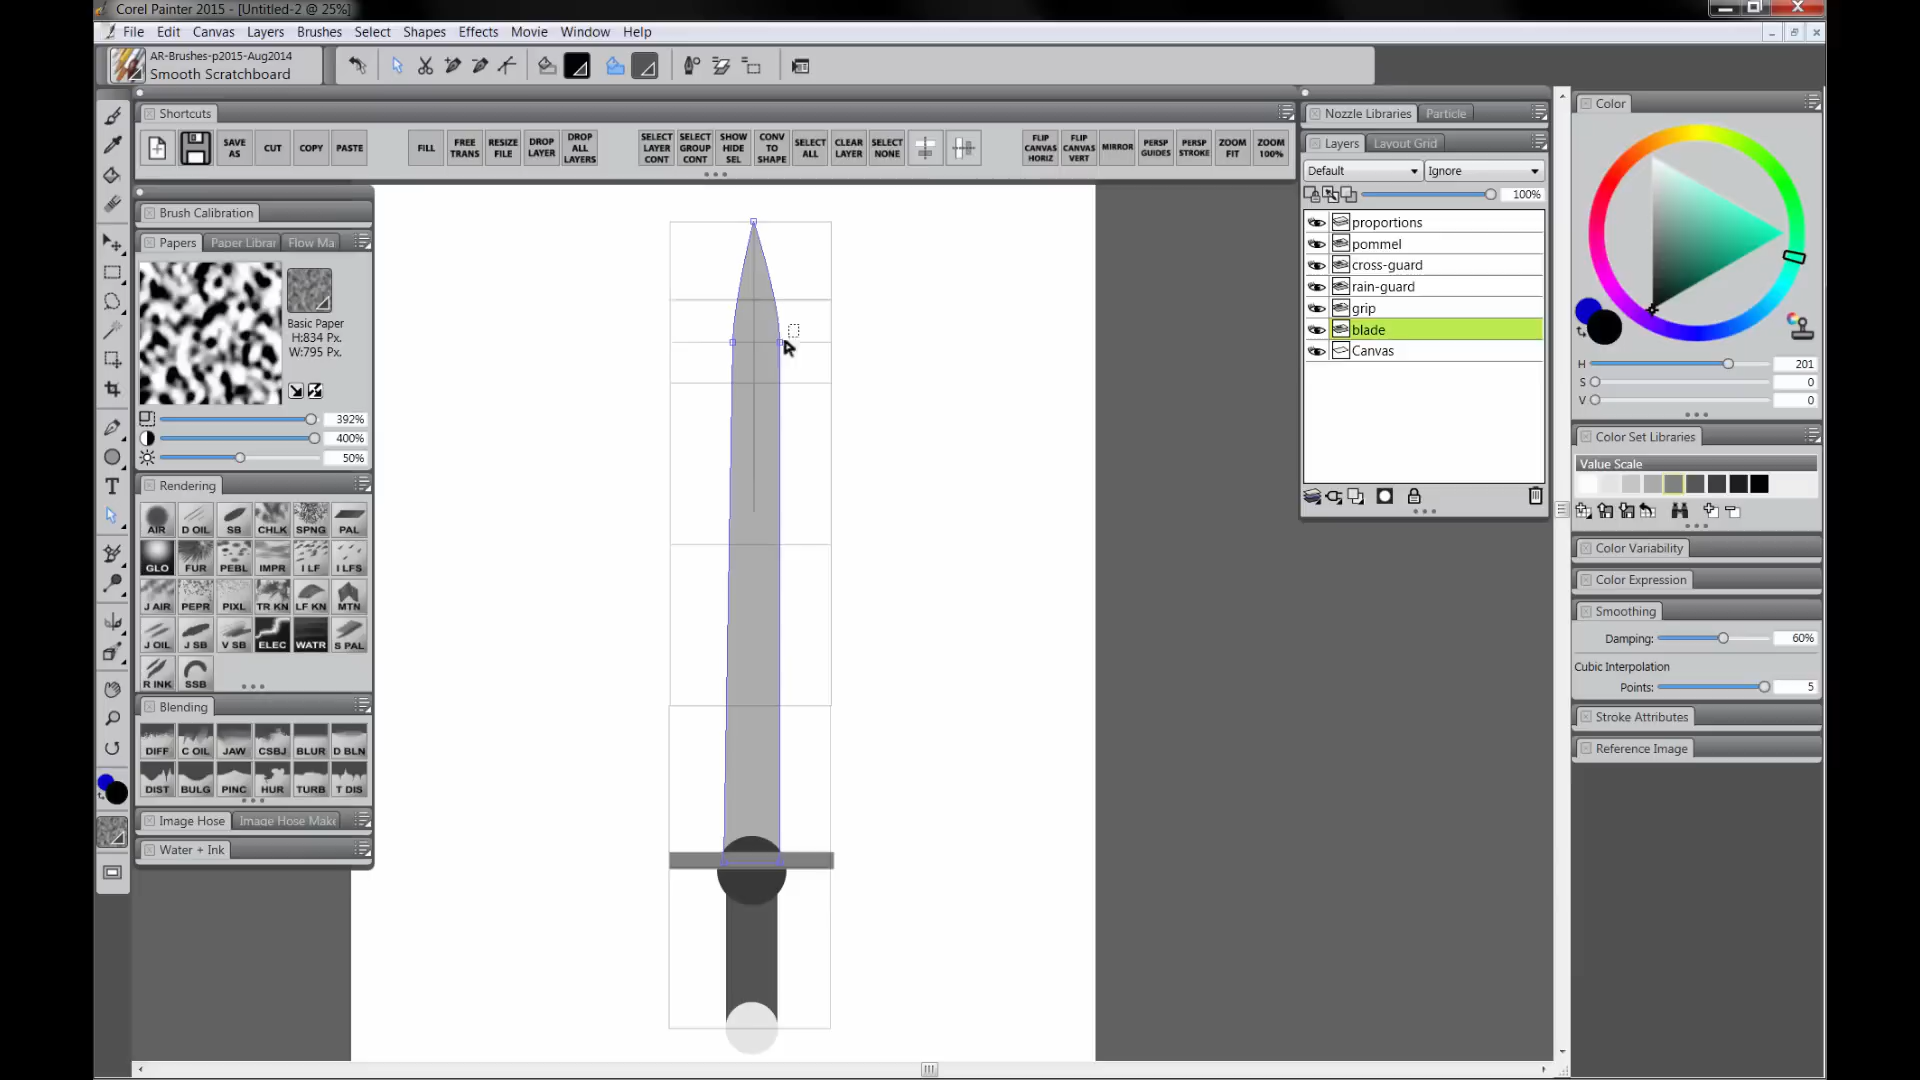 Corel Painter 2015 - [Untitled-2 @ 25%]
File Edit Canvas Layers Brushes Select Shapes Effects Movie Window Help
AR-Brushes-p2015-Aug2014
Smooth Scratchboard
Shortcuts
SAVE AS
CUT
COPY
PASTE
FILL
FREE TRANS
RESIZE FILE
DROP LAYER
DROP ALL LAYERS
SELECT LAYER CONT
SELECT GROUP CONT
SHOW HIDE SEL
CONV TO SHAPE
SELECT ALL
CLEAR LAYER
SELECT NONE
FLIP CANVAS HORIZ
FLIP CANVAS VERT
MIRROR
PERSP GUIDES
PERSP STROKE
ZOOM FIT
ZOOM 100%
Brush Calibration
Papers Paper Librar Flow Ma
Basic Paper
H:834 Px.
W:795 Px.
392%
400%
50%
Rendering
AIR D OIL SB CHLK SPNG PAL
GLO FUR PEBL IMPR I LF I LFS
J AIR PEPR PIXL TR KN LF KN MTN
J OIL J SB V SB ELEC WATR S PAL
R INK SSB
Blending
DIFF C OIL JAW CSBJ BLUR D BLN
DIST BULG PINC HUR TURB T DIS
Image Hose Image Hose Make
Water + Ink
T
Nozzle Libraries Particle
Layers Layout Grid
Default Ignore
100%
proportions
pommel
cross-guard
rain-guard
grip
blade
Canvas
Color
H 201
S 0
V 0
Color Set Libraries
Value Scale
Color Variability
Color Expression
Smoothing
Damping: 60%
Cubic Interpolation
Points: 5
Stroke Attributes
Reference Image